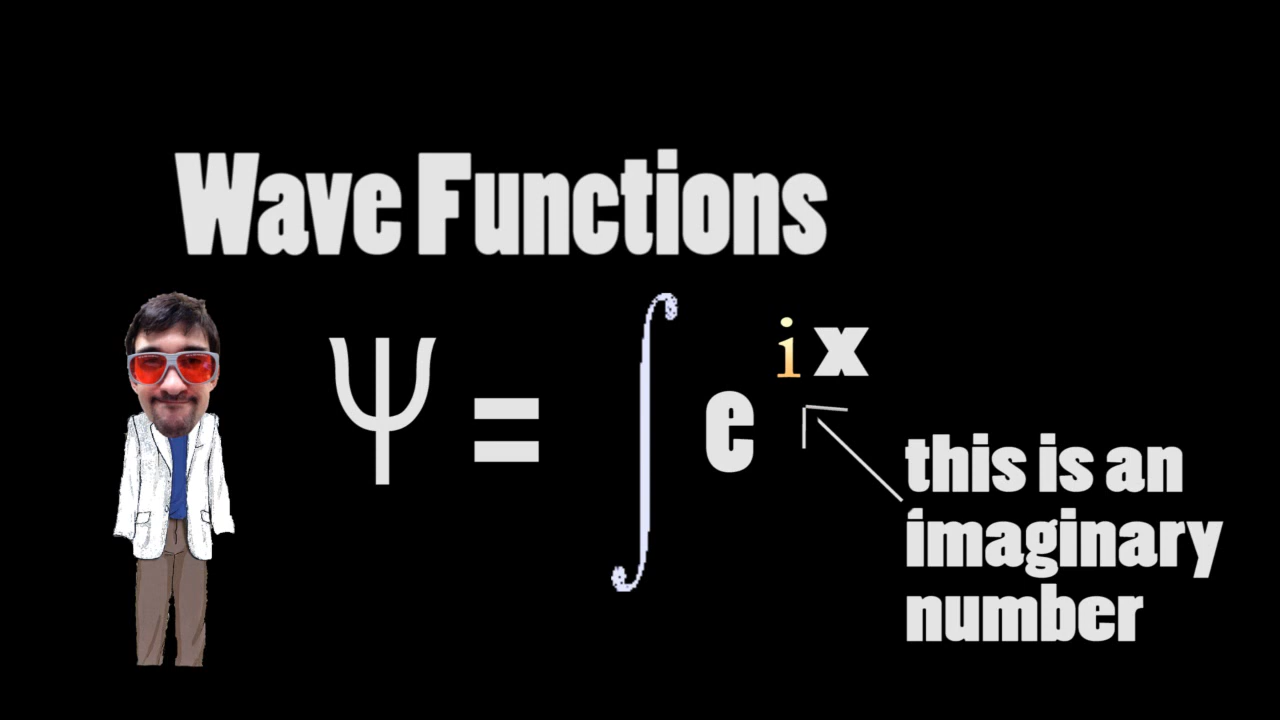 Wave Functions
ψ = ∫ e^{ix}
this is an
imaginary
number